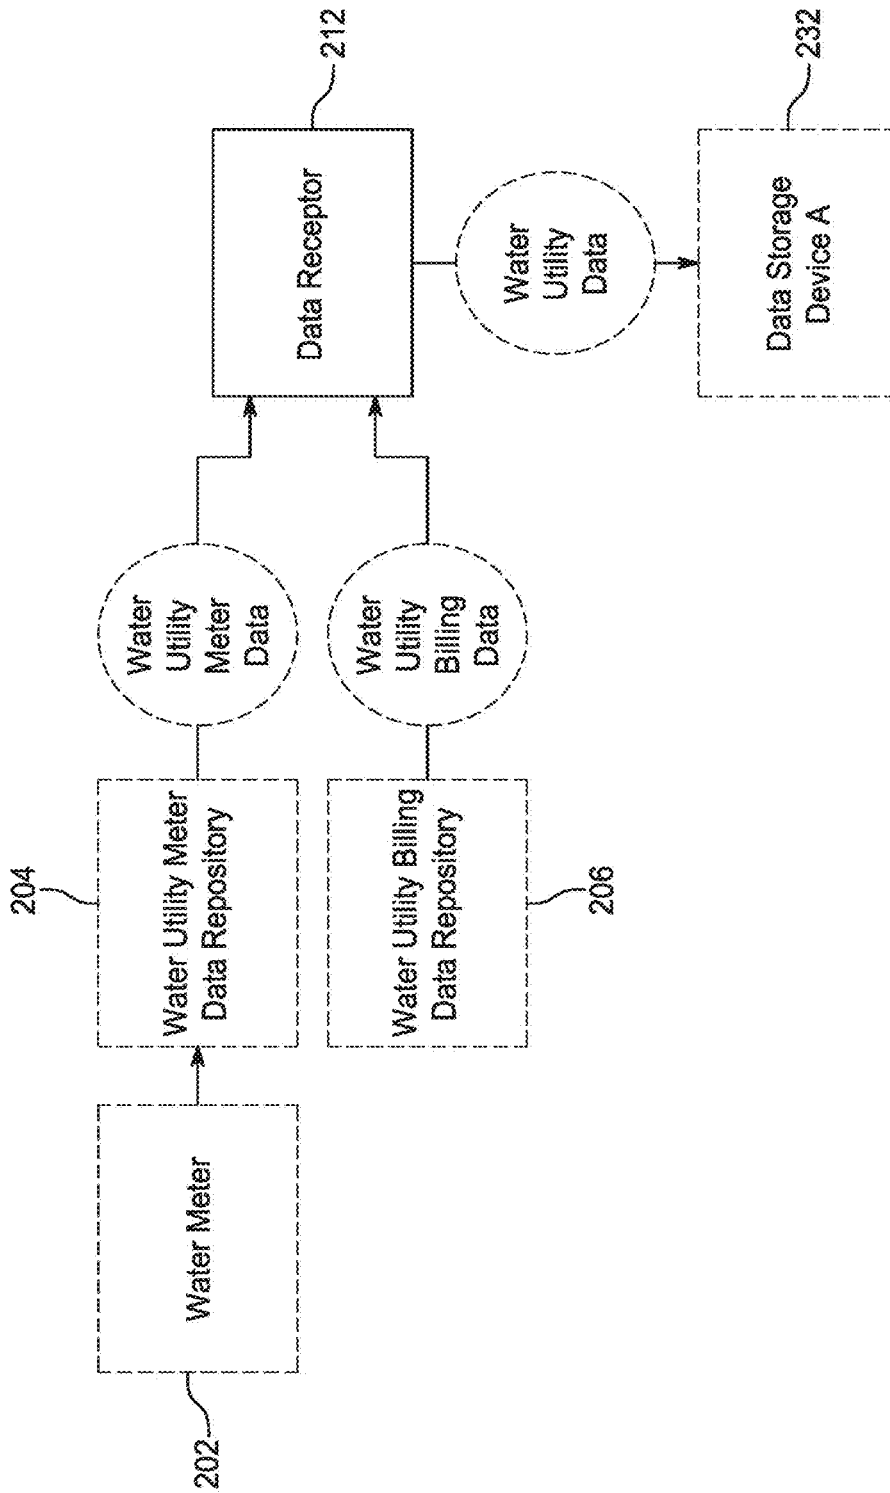 202
Water Meter
204
Water Utility Meter
Data Repository
Water
Utility
Meter
Data
206
Water Utility Billing
Data Repository
Water
Utility
Billing
Data
212
Data Receptor
Water
Utility
Data
232
Data Storage
Device A